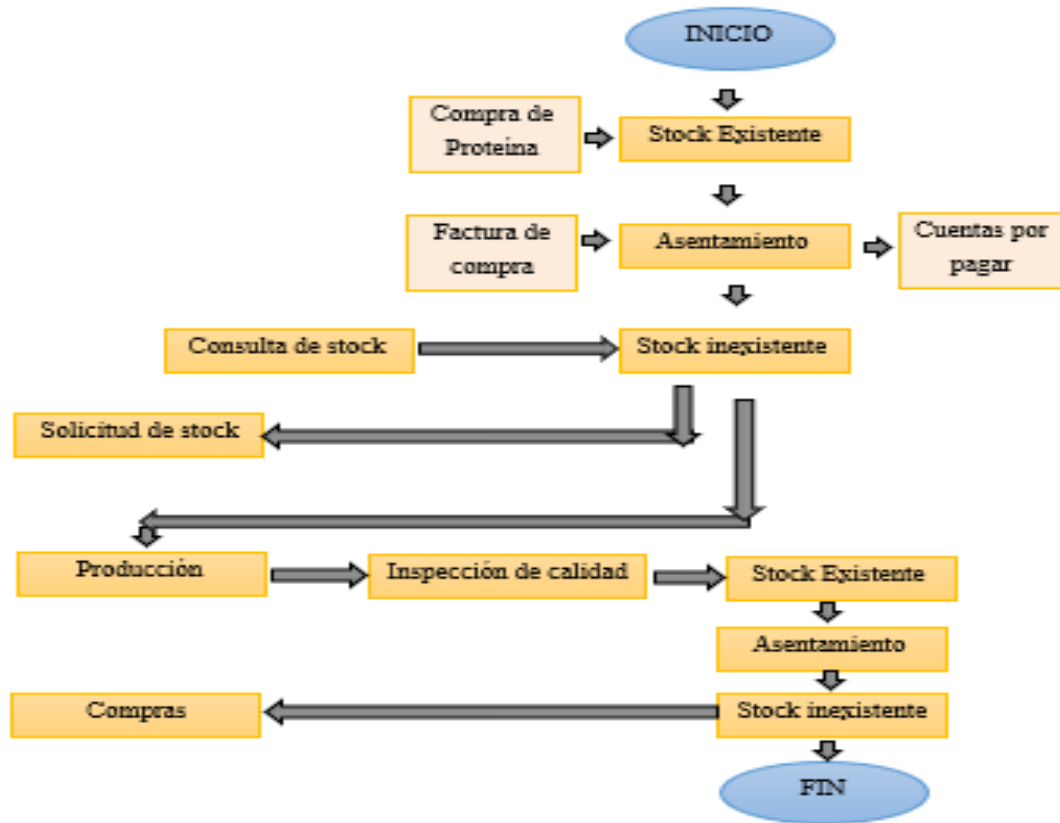 INICIO
Compra de
Proteina
Stock Existente
Factura de
compra
Asentamiento
Cuentas por
pagar
Consulta de stock
Stock inexistente
Solicitud de stock
Producción
Inspección de calidad
Stock Existente
Asentamiento
Compras
Stock inexistente
FIN